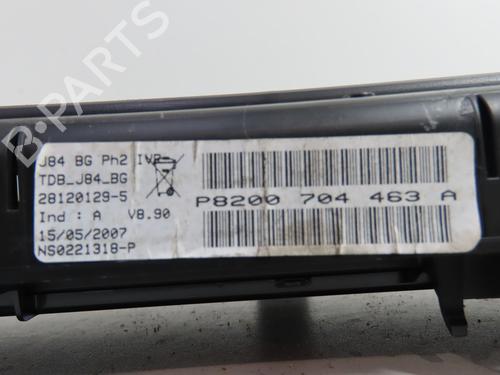 J84 BG Ph2 IVP
TDB_J84_BG
28120129-5
Ind : A V8.90
15/05/2007
NS0221318-P
P8200 704 463 A
B-PARTS